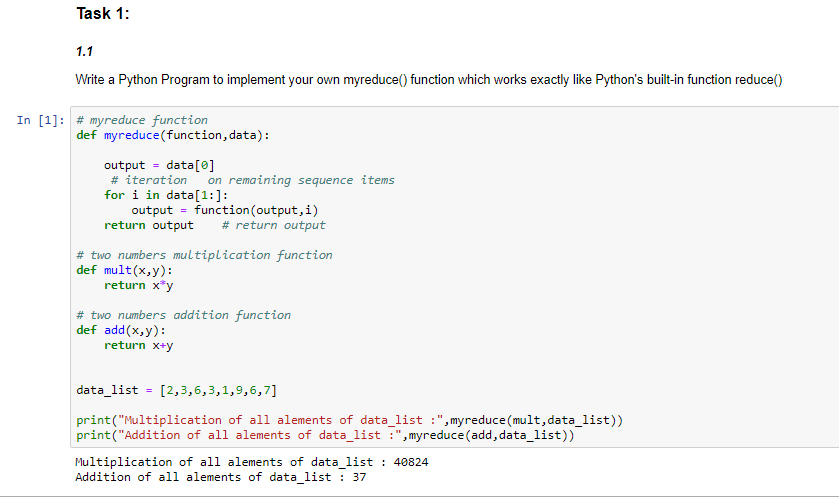 Task 1:
1.1
Write a Python Program to implement your own myreduce() function which works exactly like Python's built-in function reduce()
In [1]: # myreduce function
def myreduce(function,data):
output = data[0]
# iteration   on remaining sequence items
for i in data[1:]:
output = function(output,i)
return output    # return output
# two numbers multiplication function
def mult(x,y):
return x*y
# two numbers addition function
def add(x,y):
return x+y
data_list = [2,3,6,3,1,9,6,7]
print("Multiplication of all alements of data_list :",myreduce(mult,data_list))
print("Addition of all alements of data_list :",myreduce(add,data_list))
Multiplication of all alements of data_list : 40824
Addition of all alements of data_list : 37